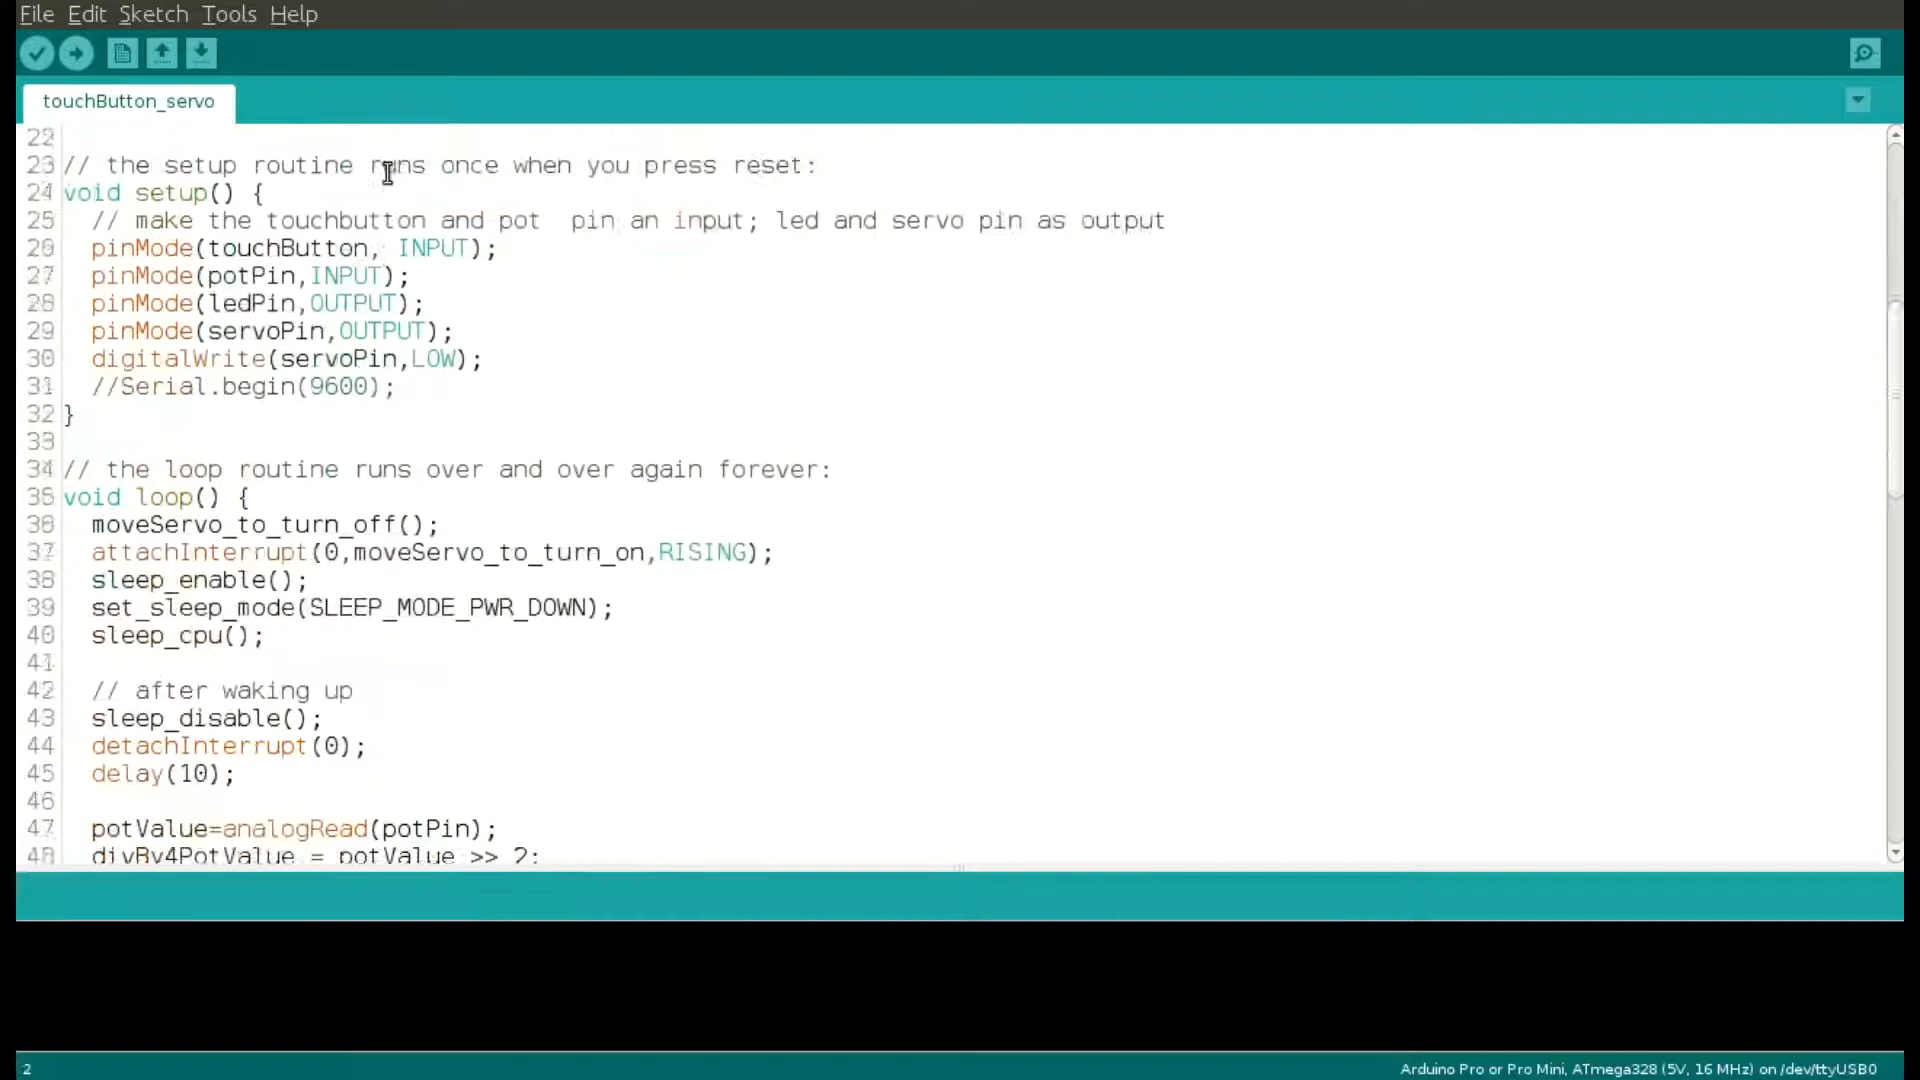 File Edit Sketch Tools Help
touchButton_servo
22
23 // the setup routine runs once when you press reset:
24 void setup() {
25 // make the touchbutton and pot  pin an input; led and servo pin as output
26 pinMode(touchButton, INPUT);
27 pinMode(potPin,INPUT);
28 pinMode(ledPin,OUTPUT);
29 pinMode(servoPin,OUTPUT);
30 digitalWrite(servoPin,LOW);
31 //Serial.begin(9600);
32 }
33
34 // the loop routine runs over and over again forever:
35 void loop() {
36 moveServo_to_turn_off();
37 attachInterrupt(0,moveServo_to_turn_on,RISING);
38 sleep_enable();
39 set_sleep_mode(SLEEP_MODE_PWR_DOWN);
40 sleep_cpu();
41
42 // after waking up
43 sleep_disable();
44 detachInterrupt(0);
45 delay(10);
46
47 potValue=analogRead(potPin);
48 divBy4PotValue = potValue >> 2;
2
Arduino Pro or Pro Mini, ATmega328 (5V, 16 MHz) on /dev/ttyUSB0